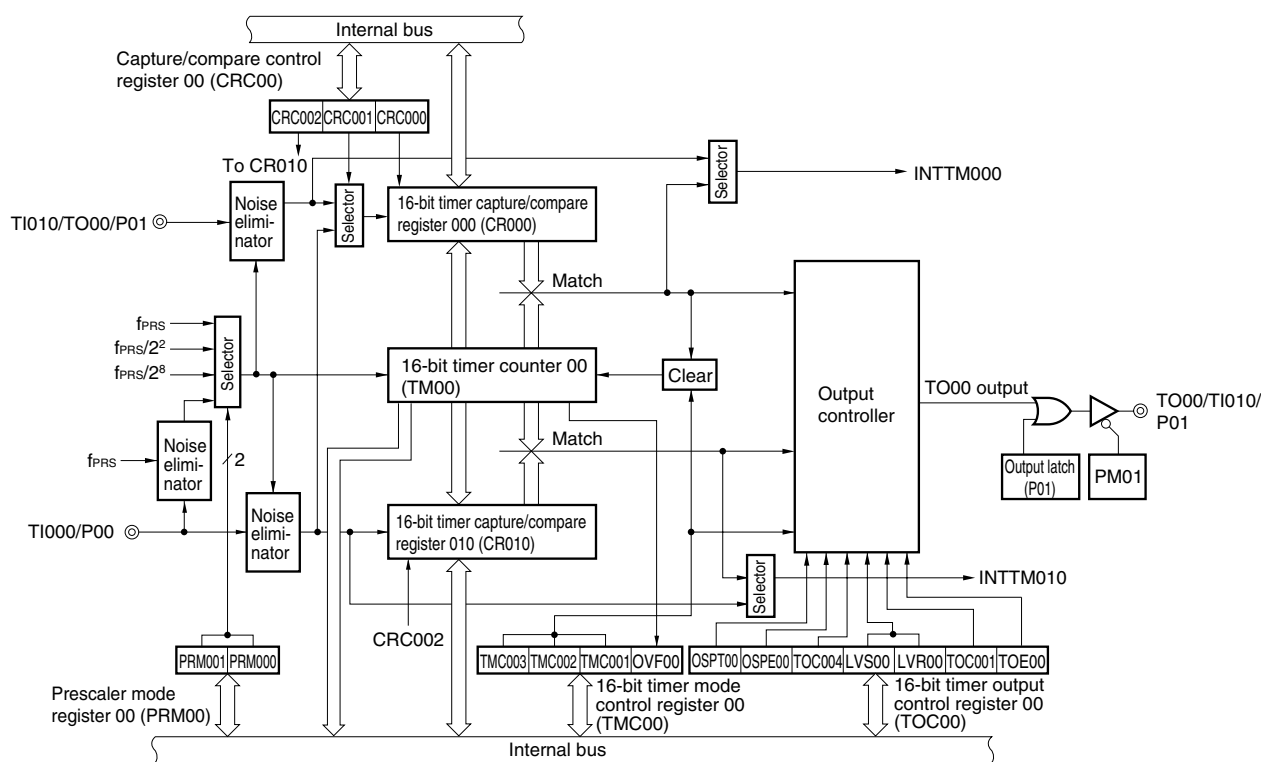 Internal bus
Capture/compare control
register 00 (CRC00)
CRC002 CRC001 CRC000
To CR010
Selector
INTTM000
TI010/TO00/P01
Noise
elimi-
nator
Selector
16-bit timer capture/compare
register 000 (CR000)
Match
fPRS
fPRS/2²
fPRS/2⁸
Selector
16-bit timer counter 00
(TM00)
Clear
Output
controller
TO00 output
TO00/TI010/
P01
Output latch
(P01)
PM01
Match
fPRS
Noise
elimi-
nator
2
TI000/P00
Noise
elimi-
nator
16-bit timer capture/compare
register 010 (CR010)
Selector
INTTM010
CRC002
PRM001 PRM000
TMC003 TMC002 TMC001 OVF00
OSPT00 OSPE00 TOC004 LVS00 LVR00 TOC001 TOE00
Prescaler mode
register 00 (PRM00)
16-bit timer mode
control register 00
(TMC00)
16-bit timer output
control register 00
(TOC00)
Internal bus